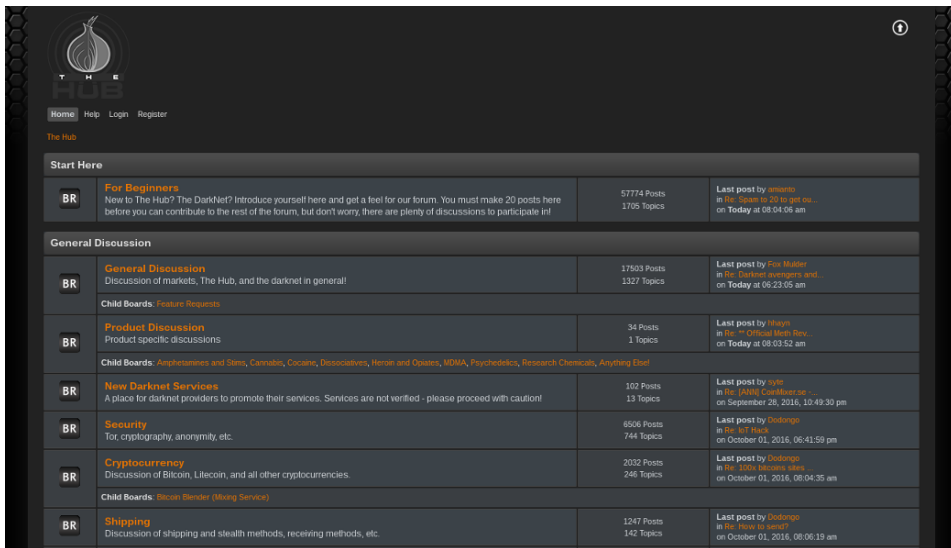 THE
HUB
Home Help Login Register
The Hub
Start Here
BR
For Beginners
New to The Hub? The DarkNet? Introduce yourself here and get a feel for our forum. You must make 20 posts here
before you can contribute to the rest of the forum, but don't worry, there are plenty of discussions to participate in!
57774 Posts
1705 Topics
Last post by amianto
in Re: Spam to 20 to get ou...
on Today at 08:04:06 am
General Discussion
BR
General Discussion
Discussion of markets, The Hub, and the darknet in general!
17503 Posts
1327 Topics
Last post by Fox Mulder
in Re: Darknet avengers and...
on Today at 06:23:05 am
Child Boards: Feature Requests
BR
Product Discussion
Product specific discussions
34 Posts
1 Topics
Last post by hhayn
in Re: ** Official Meth Rev...
on Today at 08:03:52 am
Child Boards: Amphetamines and Stims, Cannabis, Cocaine, Dissociatives, Heroin and Opiates, MDMA, Psychedelics, Research Chemicals, Anything Else!
BR
New Darknet Services
A place for darknet providers to promote their services. Services are not verified - please proceed with caution!
102 Posts
13 Topics
Last post by syte
in Re: [ANN] CoinMixer.se -...
on September 28, 2016, 10:49:30 pm
BR
Security
Tor, cryptography, anonymity, etc.
6506 Posts
744 Topics
Last post by Dodongo
in Re: IoT Hack
on October 01, 2016, 06:41:59 pm
BR
Cryptocurrency
Discussion of Bitcoin, Litecoin, and all other cryptocurrencies.
2032 Posts
246 Topics
Last post by Dodongo
in Re: 100x bitcoins sites ...
on October 01, 2016, 08:04:35 am
Child Boards: Bitcoin Blender (Mixing Service)
BR
Shipping
Discussion of shipping and stealth methods, receiving methods, etc.
1247 Posts
142 Topics
Last post by Dodongo
in Re: How to send?
on October 01, 2016, 08:06:19 am